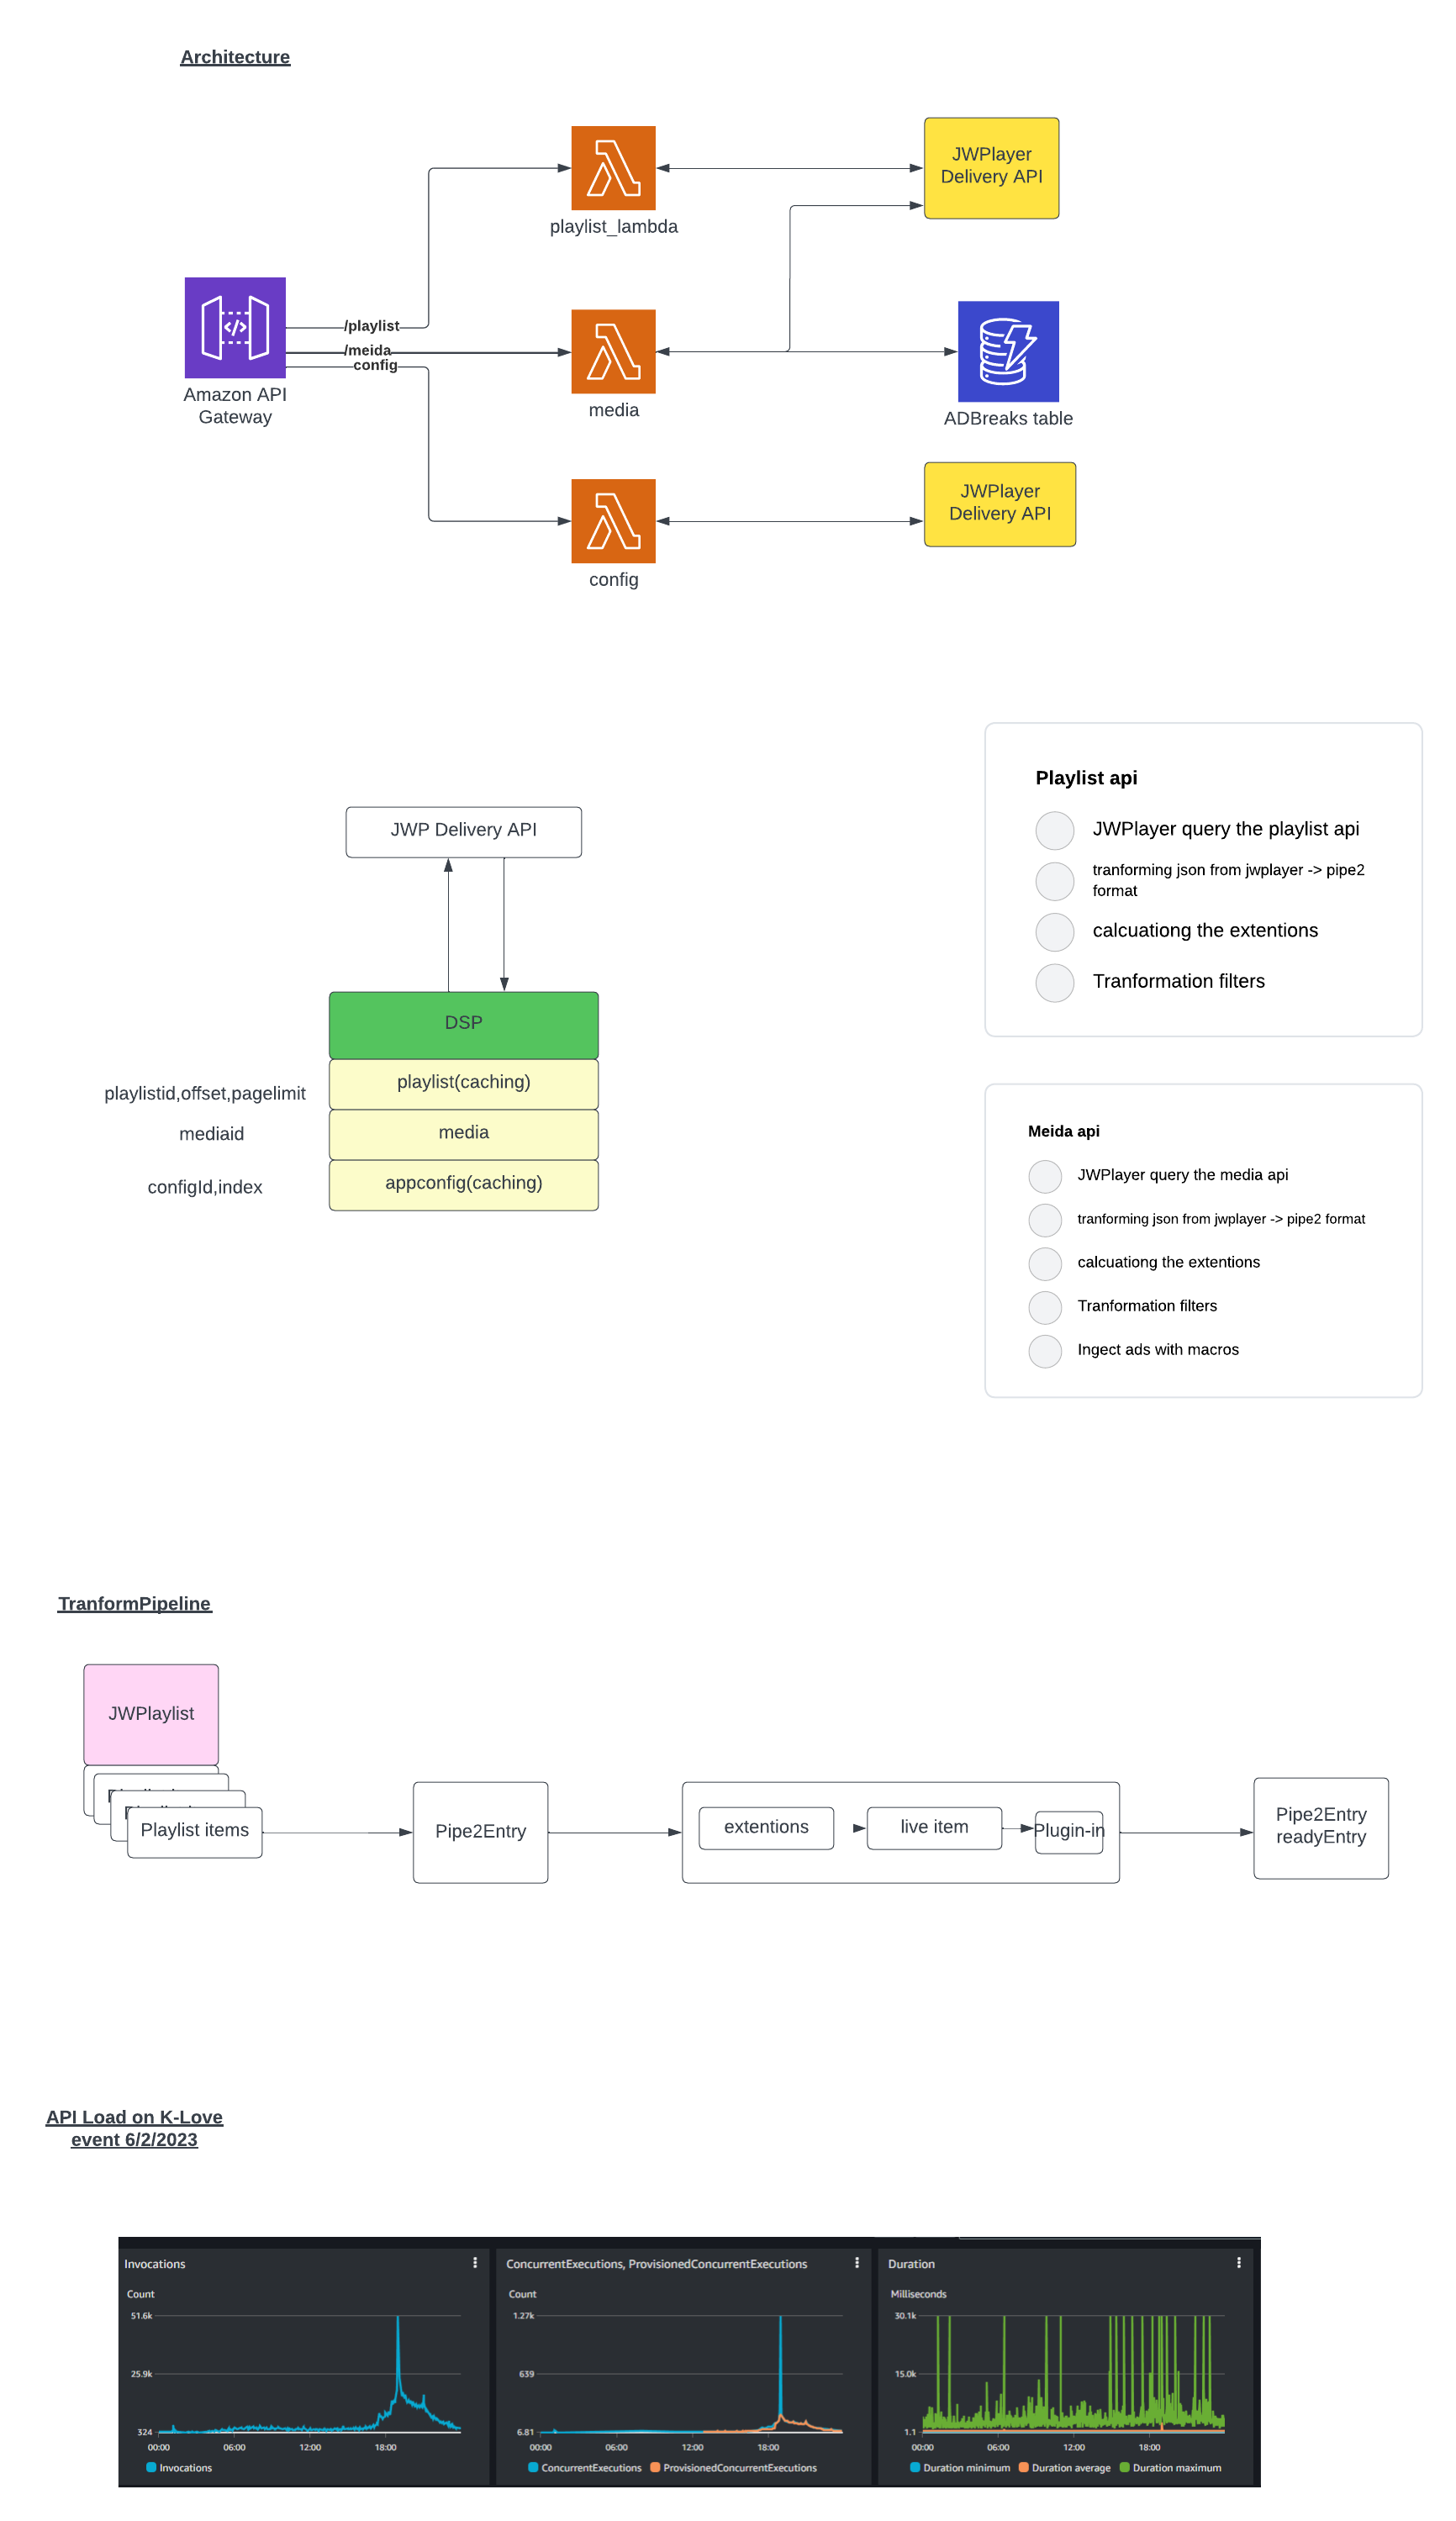 Architecture
JWPlayer
Delivery API
playlist_lambda
/playlist
/meida
config
Amazon API
Gateway
media
ADBreaks table
JWPlayer
Delivery API
config
Playlist api
JWPlayer query the playlist api
tranforming json from jwplayer -> pipe2
format
calcuationg the extentions
Tranformation filters
JWP Delivery API
DSP
playlist(caching)
playlistid,offset,pagelimit
media
mediaid
appconfig(caching)
configId,index
Meida api
JWPlayer query the media api
tranforming json from jwplayer -> pipe2 format
calcuationg the extentions
Tranformation filters
Ingect ads with macros
TranformPipeline
JWPlaylist
Playlist items
Pipe2Entry
extentions
live item
Plugin-in
Pipe2Entry
readyEntry
API Load on K-Love
event 6/2/2023
Invocations
Count
51.6k
25.9k
324
00:00 06:00 12:00 18:00
Invocations
ConcurrentExecutions, ProvisionedConcurrentExecutions
Count
1.27k
639
6.81
00:00 06:00 12:00 18:00
ConcurrentExecutions ProvisionedConcurrentExecutions
Duration
Milliseconds
30.1k
15.0k
1.1
00:00 06:00 12:00 18:00
Duration minimum Duration average Duration maximum